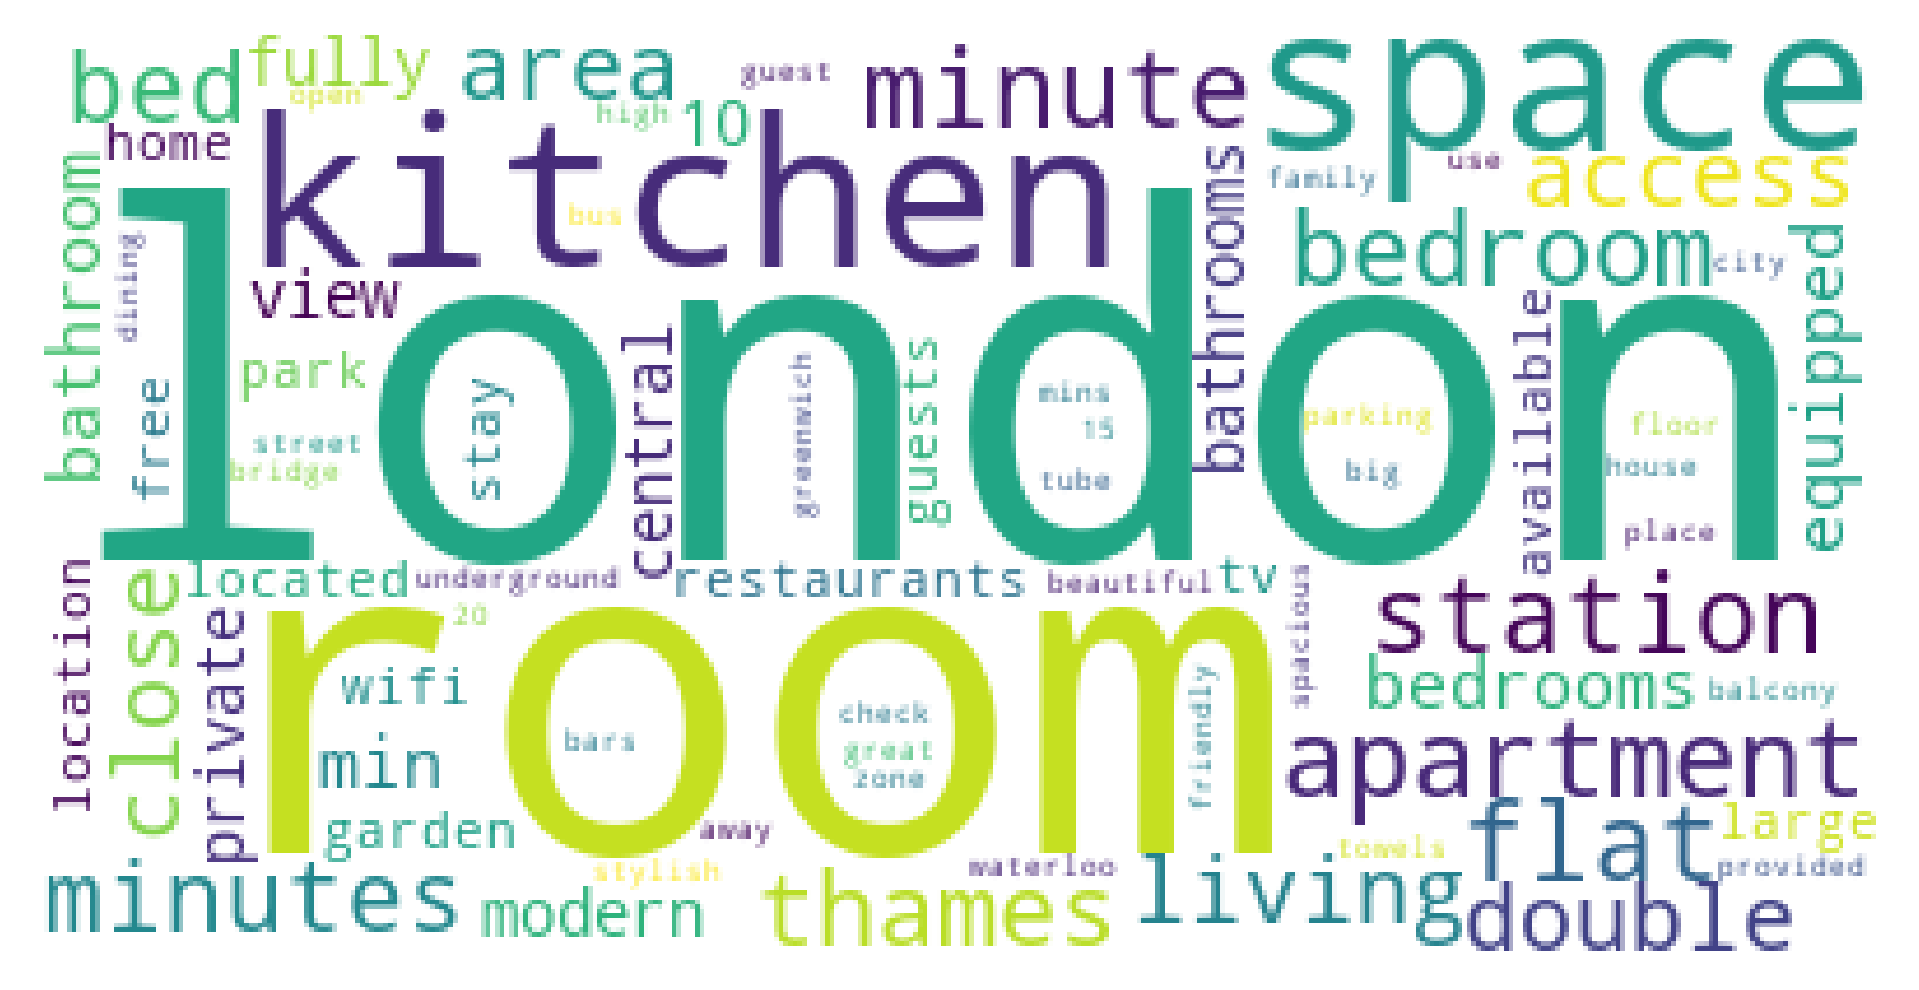 bed
fully
open
area
guest
high
10
minute
space
home
kitchen
bus
family
use
access
bathroom
dining
view
bathrooms
bedroom
city
equipped
london
park
free
street
bridge
stay
central
greenwich
guests
mins
15
tube
parking
big
available
floor
house
place
located
underground
restaurants
beautiful
tv
spacious
station
location
close
private
room
20
wifi
min
bars
check
great
zone
friendly
bedrooms
balcony
apartment
garden
away
stylish
waterloo
towels
flat
large
provided
minutes
modern
thames
living
double